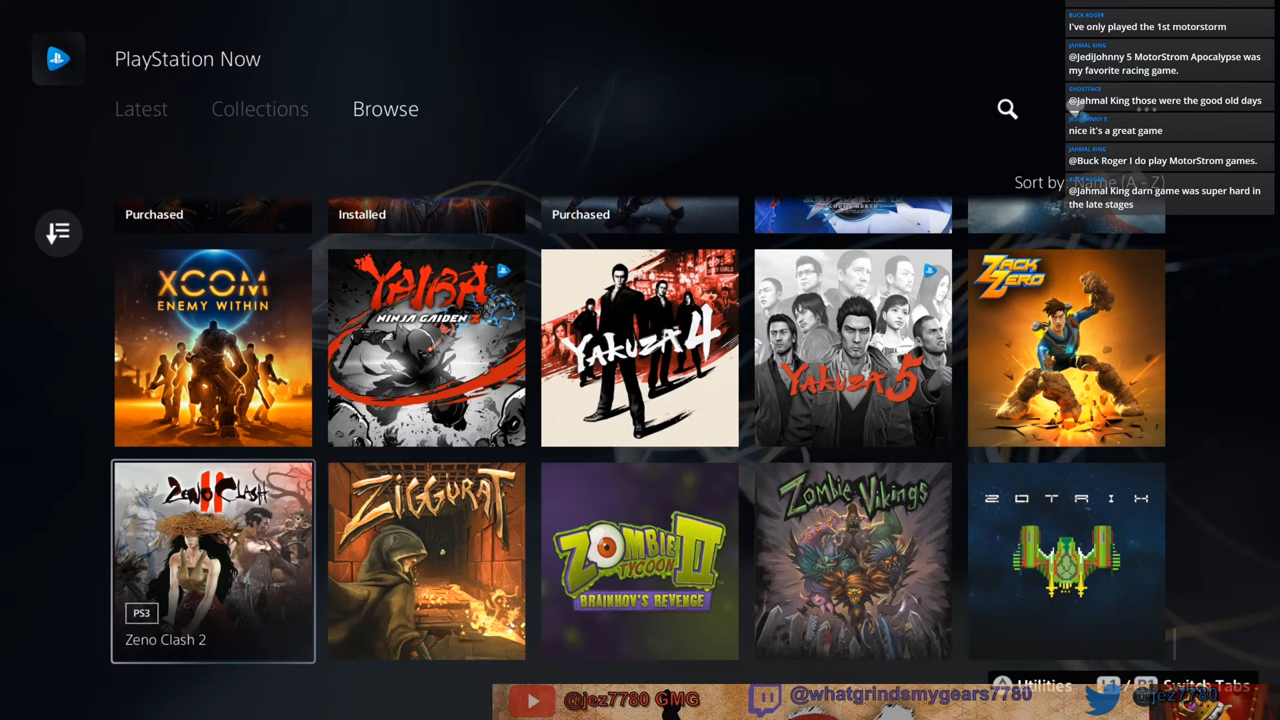 PlayStation Now
Latest
Collections
Browse
BUCK ROGER
I've only played the 1st motorstorm
JAHMAL KING
@JediJohnny 5 MotorStrom Apocalypse was
my favorite racing game.
GHOSTFACE
@Jahmal King those were the good old days
nice it's a great game
JAHMAL KING
@Buck Roger I do play MotorStrom games.
BUCK ROGER
@Jahmal King darn game was super hard in
the late stages
Sort by: Name (A - Z)
Purchased
Installed
Purchased
XCOM
ENEMY WITHIN
YAIBA
NINJA GAIDEN Z
YAKUZA 4
YAKUZA 5
ZACK
ZERO
ZENO CLASH
II
PS3
Zeno Clash 2
ZIGGURAT
ZOMBIE
TYCOON II
BRAINHOV'S REVENGE
Zombie Vikings
ZOTRIX
Utilities
L1 / R1 Switch Tabs
@jez7780 GMG
@whatgrindsmygears7780
@jez7780